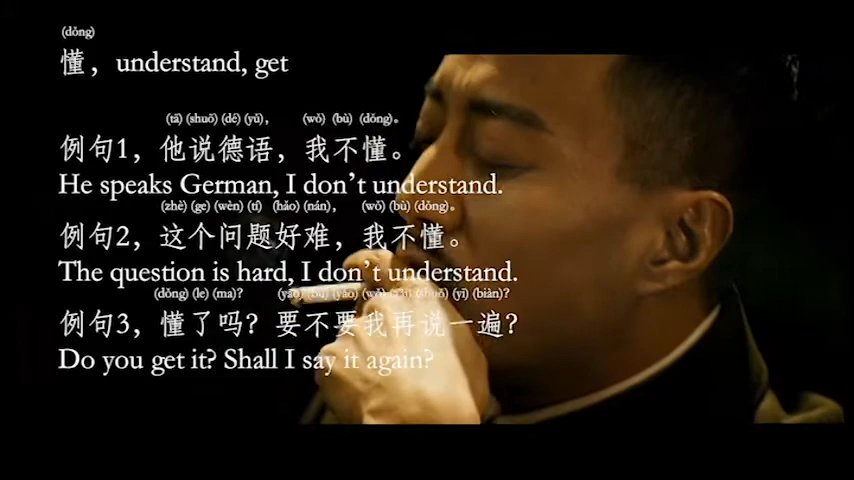 (dǒng)
懂，understand, get
(tā) (shuō) (dé) (yǔ)， (wǒ) (bù) (dǒng)。
例句1，他说德语，我不懂。
He speaks German, I don't understand.
(zhè) (ge) (wèn) (tí) (hǎo) (nán)， (wǒ) (bù) (dǒng)。
例句2，这个问题好难，我不懂。
The question is hard, I don't understand.
(dǒng) (le) (ma)? (yào) (bú) (yào) (wǒ) (zài) (shuō) (yī) (biàn)?
例句3，懂了吗？要不要我再说一遍？
Do you get it? Shall I say it again?